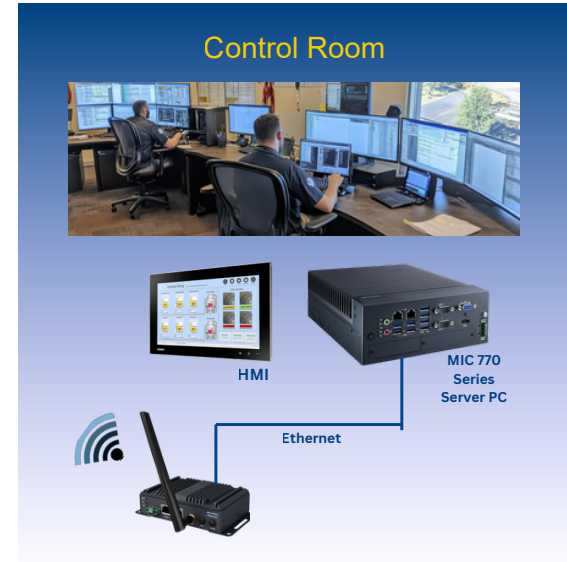 Control Room
HMI
MIC 770
Series
Server PC
Ethernet